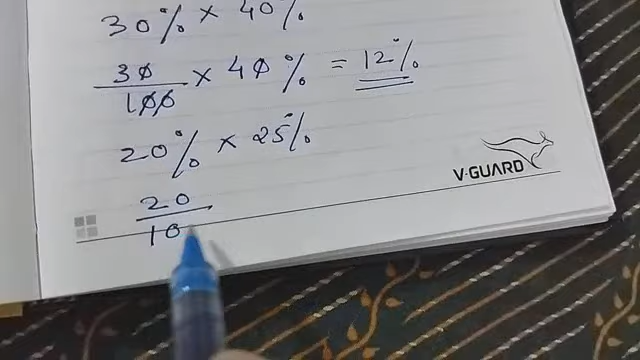 30% × 40%
30/100 × 40% = 12%
20% × 25%
V-GUARD
20/10